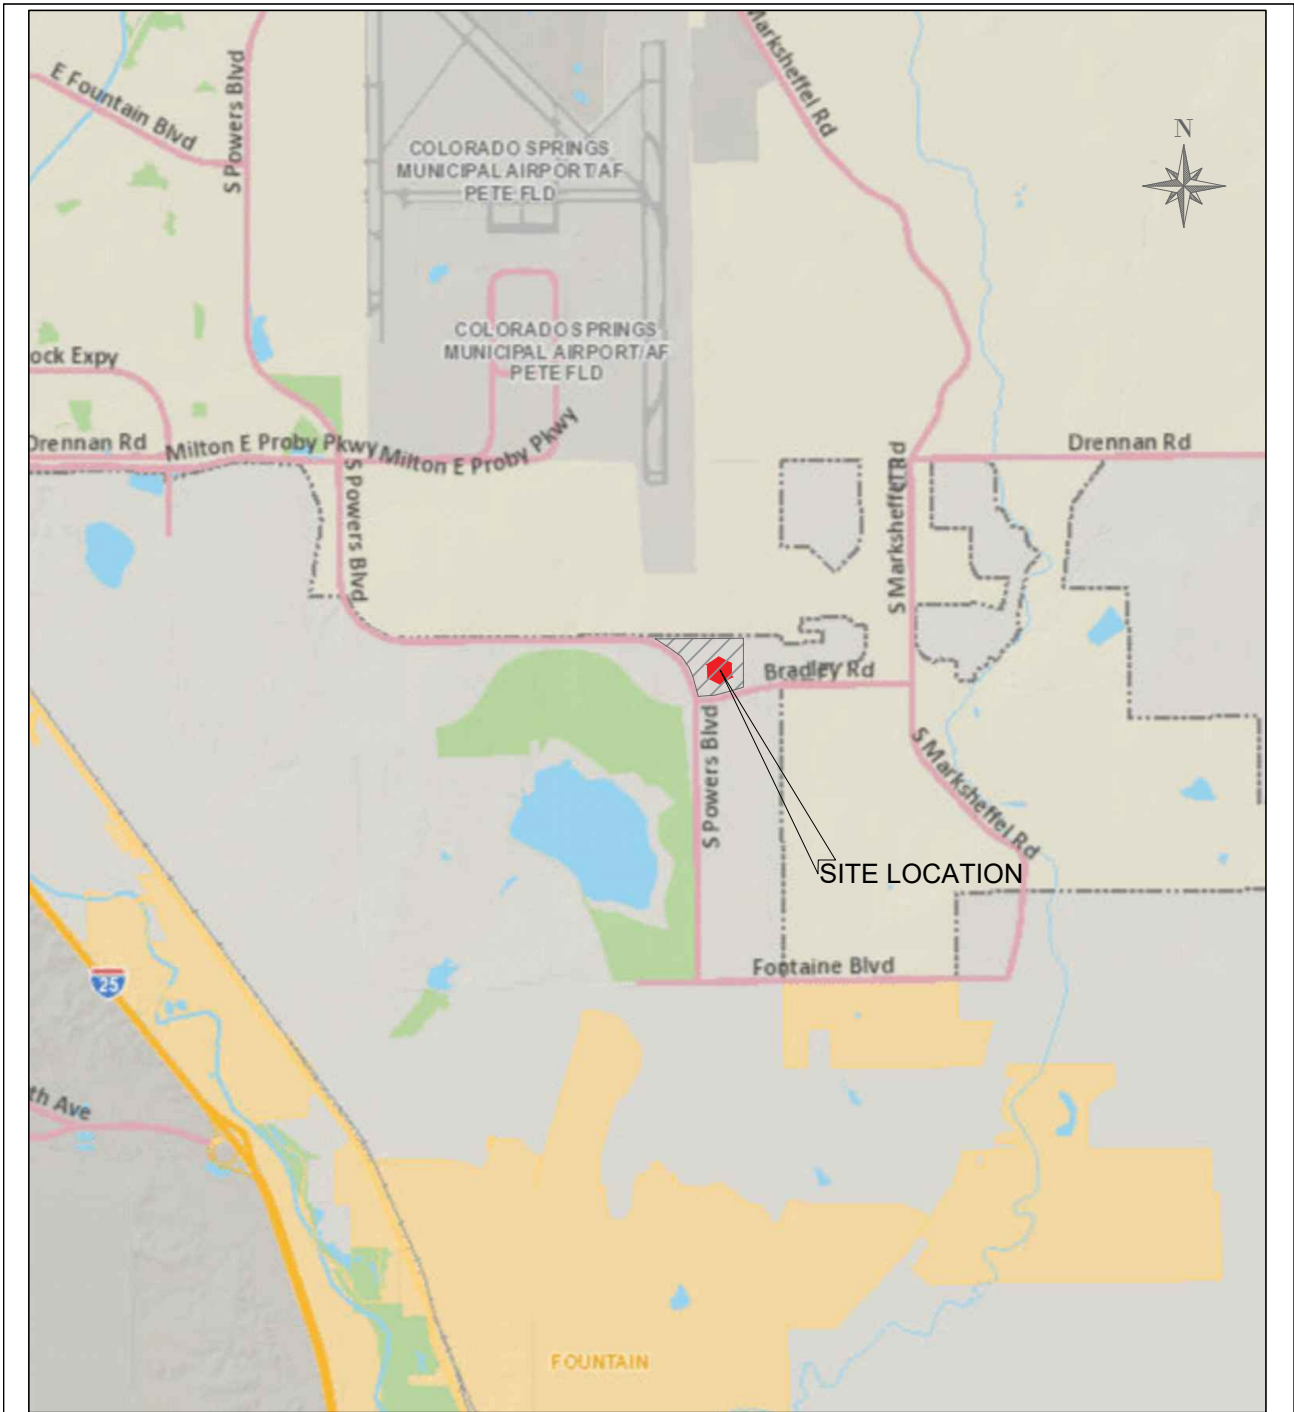 Marksheffel Rd
E Fountain Blvd
S Powers Blvd
N
COLORADO SPRINGS
MUNICIPAL AIRPORT/AF
PETE FLD
COLORADO SPRINGS
MUNICIPAL AIRPORT/AF
PETE FLD
ock Expy
Drennan Rd
Milton E Proby Pkwy
Milton E Proby Pkwy
Drennan Rd
S Powers Blvd
S Marksheffel Rd
Bradley Rd
S Powers Blvd
S Marksheffel Rd
SITE LOCATION
Fontaine Blvd
25
th Ave
FOUNTAIN